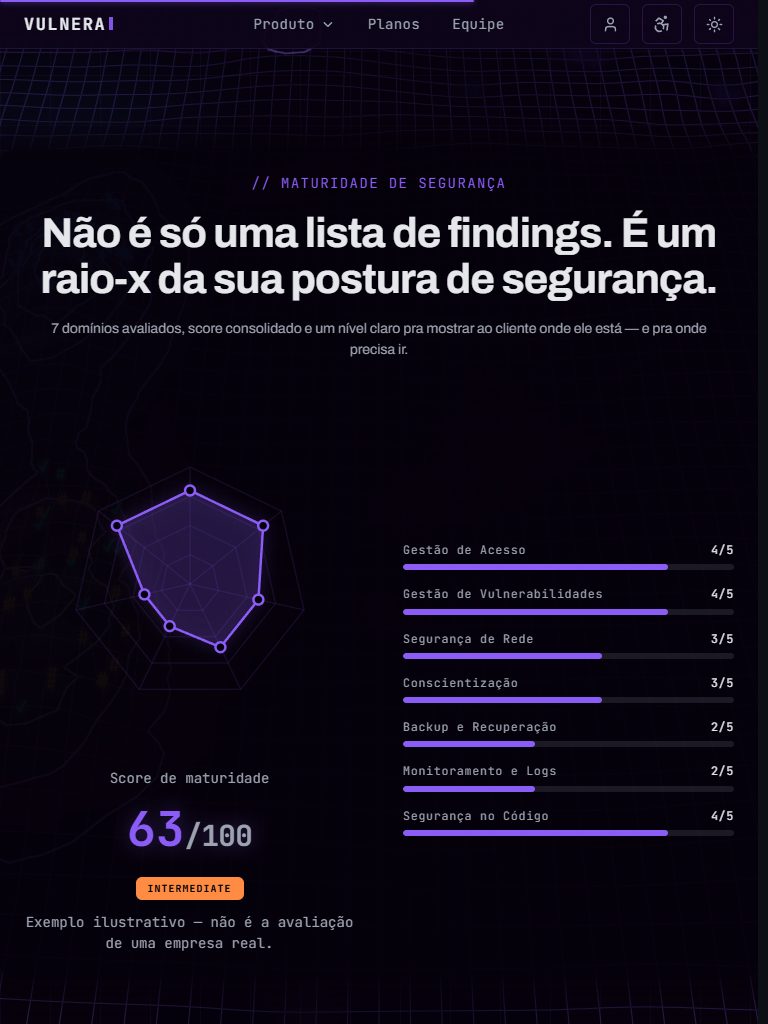 VULNERA
Produto
Planos
Equipe
// MATURIDADE DE SEGURANÇA
Não é só uma lista de findings. É um
raio-x da sua postura de segurança.
7 domínios avaliados, score consolidado e um nível claro pra mostrar ao cliente onde ele está — e pra onde
precisa ir.
Gestão de Acesso 4/5
Gestão de Vulnerabilidades 4/5
Segurança de Rede 3/5
Conscientização 3/5
Backup e Recuperação 2/5
Monitoramento e Logs 2/5
Segurança no Código 4/5
Score de maturidade
63/100
INTERMEDIATE
Exemplo ilustrativo — não é a avaliação
de uma empresa real.